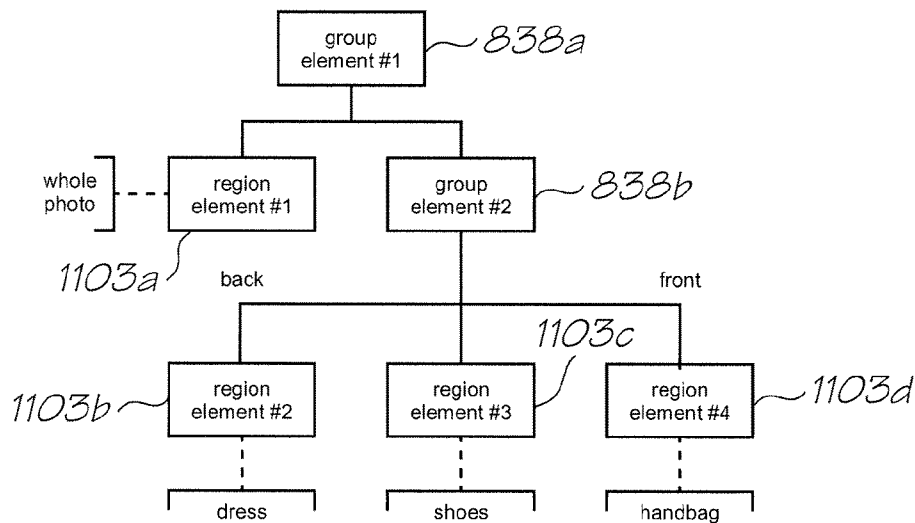 group
element #1
838a
whole
photo
region
element #1
group
element #2
838b
1103a
back
front
1103c
1103b
region
element #2
region
element #3
region
element #4
1103d
dress
shoes
handbag